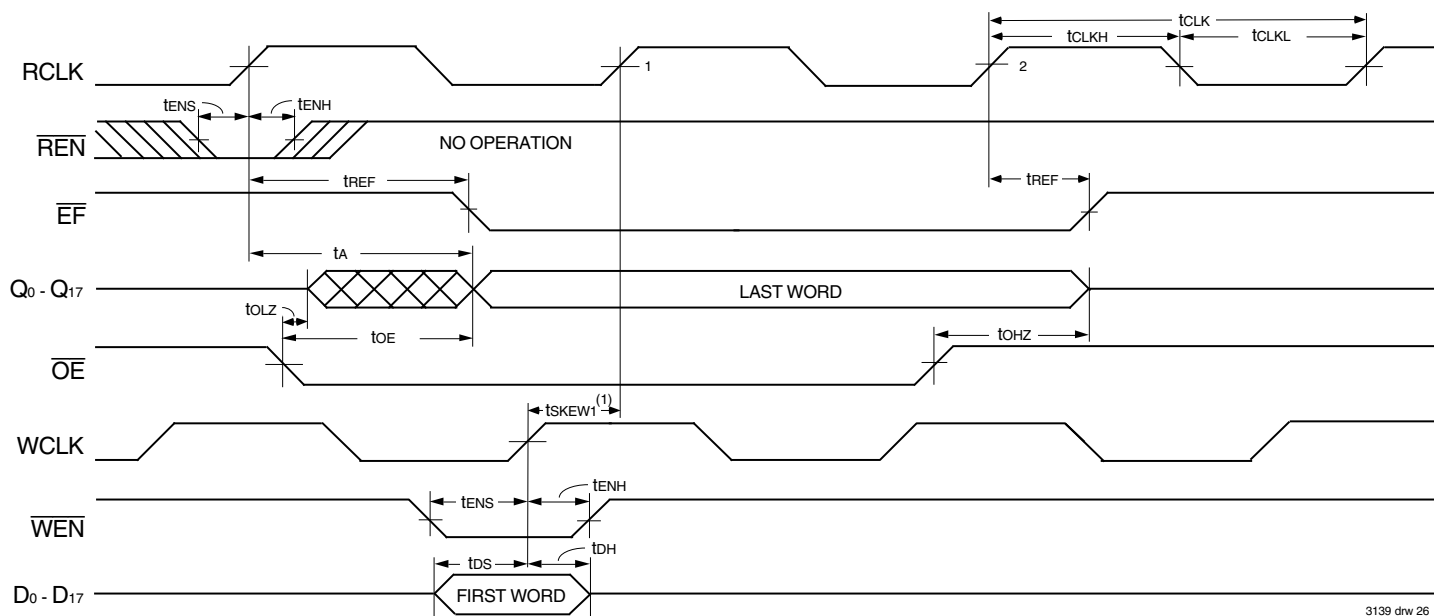 tCLK
tCLKH tCLKL
RCLK 1 2
tENS tENH
REN NO OPERATION
tREF tREF
EF
tA
Q0 - Q17 LAST WORD
tOLZ
tOE tOHZ
OE
tSKEW1(1)
WCLK
tENS tENH
WEN
tDS tDH
D0 - D17 FIRST WORD
3139 drw 26